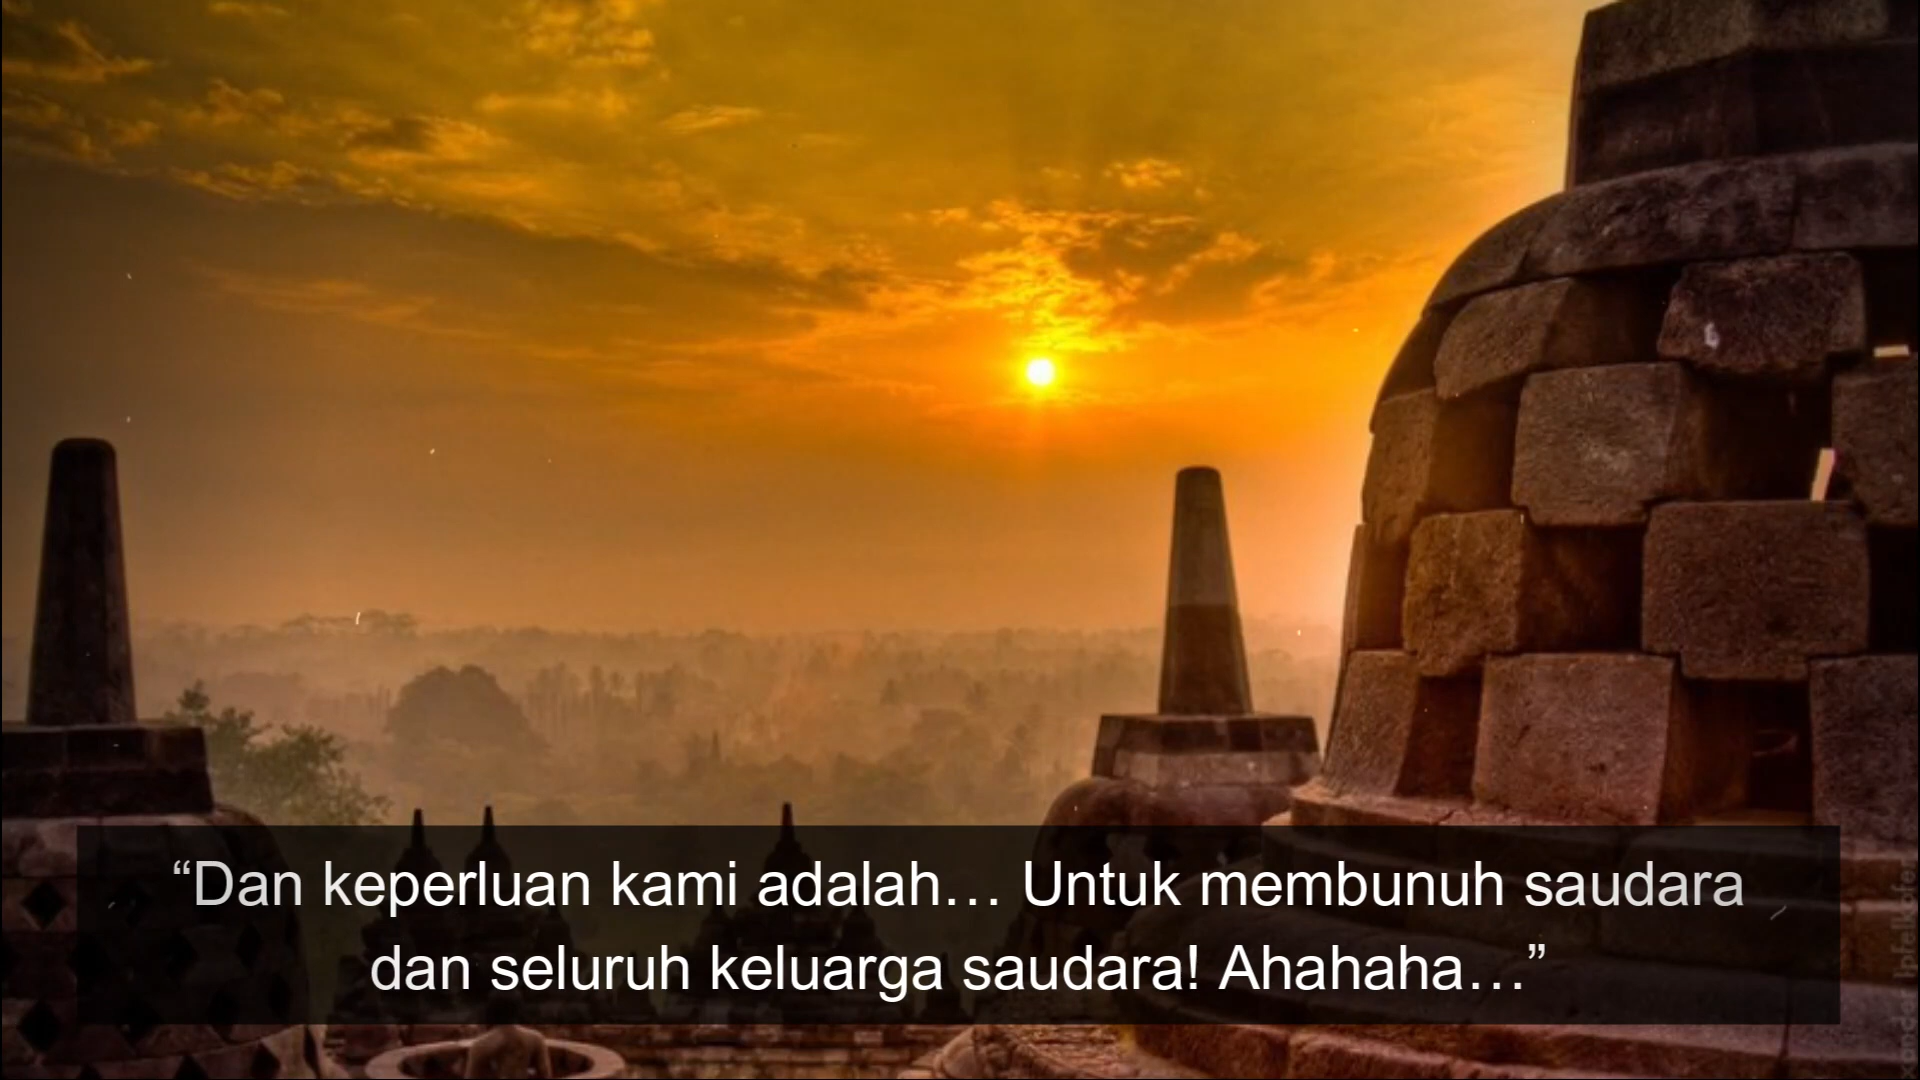 “Dan keperluan kami adalah… Untuk membunuh saudara
dan seluruh keluarga saudara! Ahahaha…”